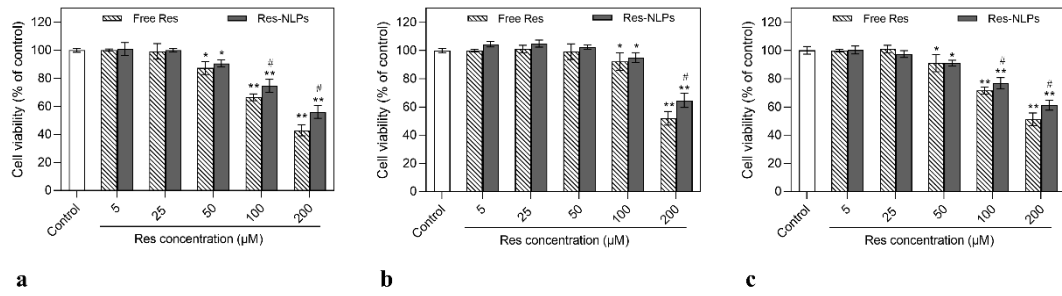 Free Res Res-NLPs
Cell viability (% of control)
120
100
80
60
40
20
0
* *
** # **
** # **
Control 5 25 50 100 200
Res concentration (µM)
a
Free Res Res-NLPs
Cell viability (% of control)
120
100
80
60
40
20
0
* *
** # **
Control 5 25 50 100 200
Res concentration (µM)
b
Free Res Res-NLPs
Cell viability (% of control)
120
100
80
60
40
20
0
* *
** # **
** # **
Control 5 25 50 100 200
Res concentration (µM)
c